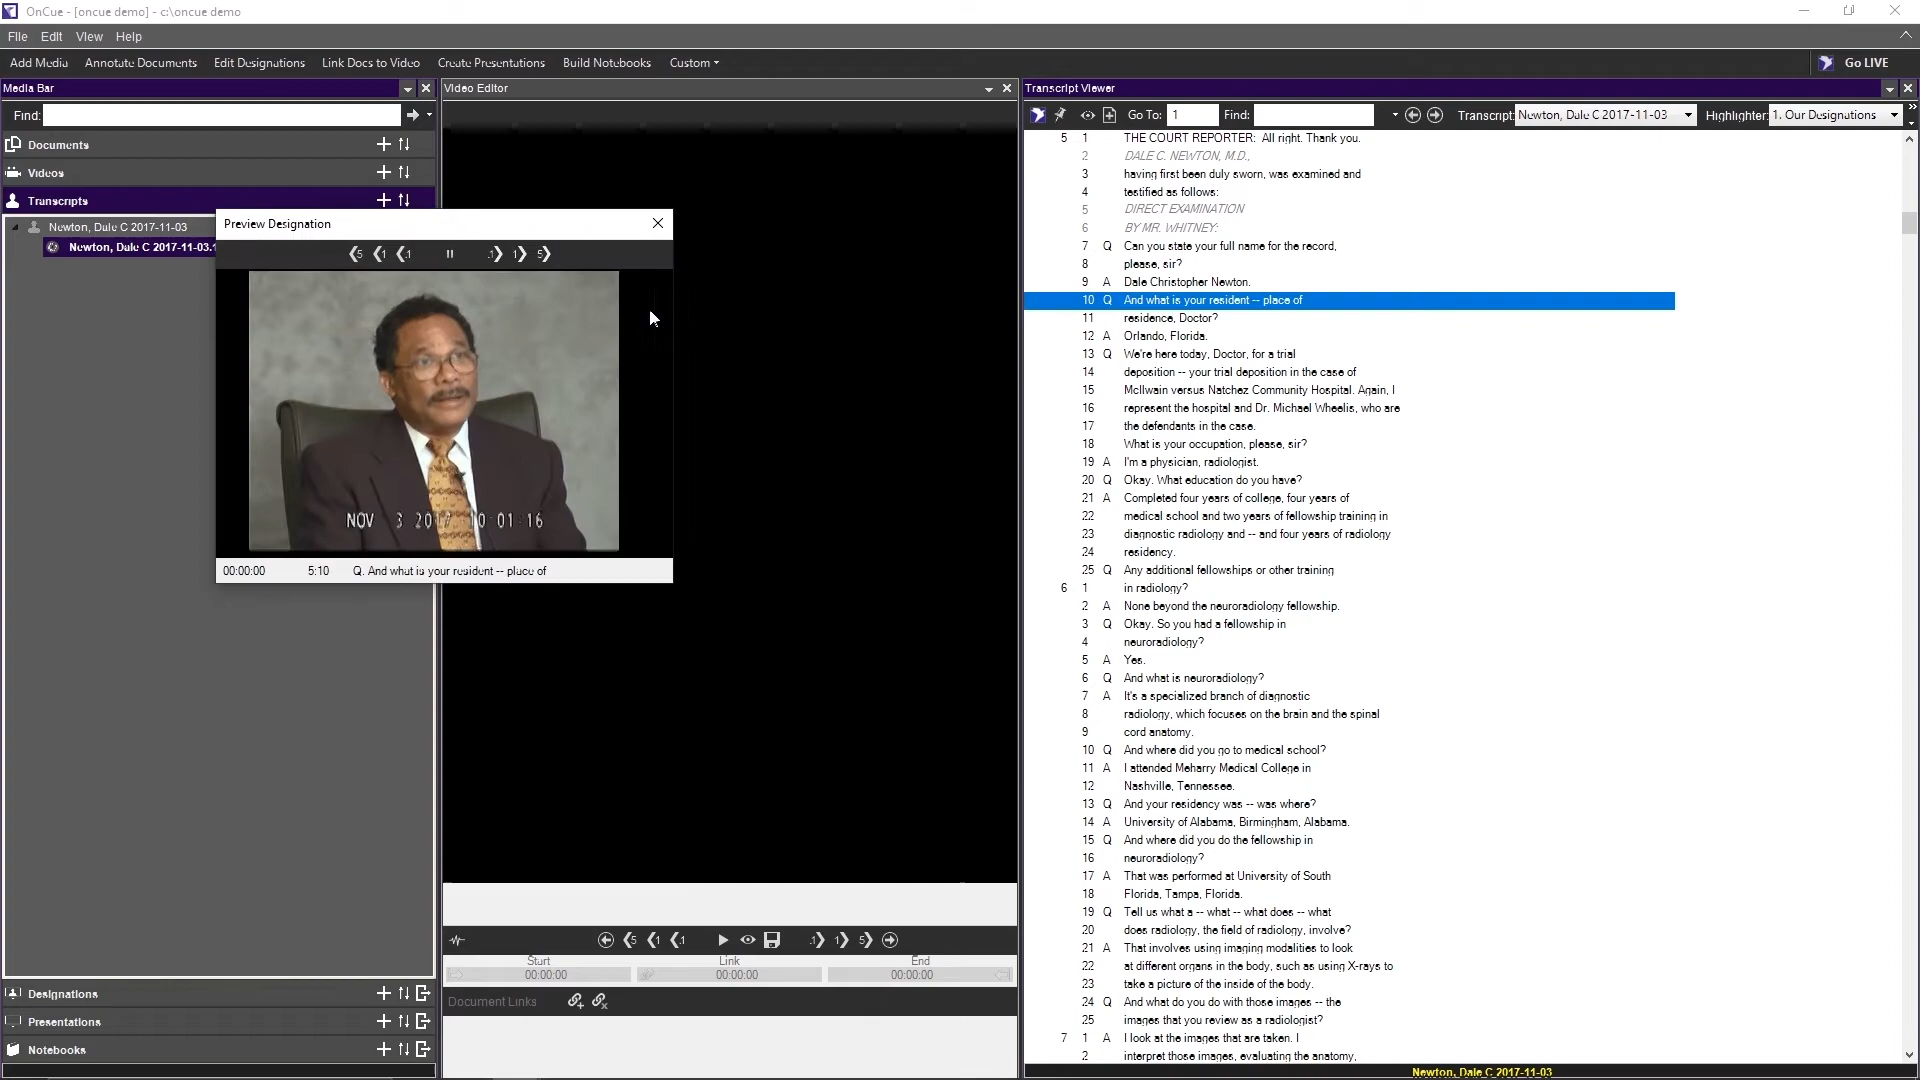 OnCue - [oncue demo] - c:\oncue demo
File Edit View Help
Add Media Annotate Documents Edit Designations Link Docs to Video Create Presentations Build Notebooks Custom Go LIVE
Media Bar
Find:
Documents
Videos
Transcripts
Newton, Dale C 2017-11-03
Newton, Dale C 2017-11-03.1
Preview Designation
5 1 .1 .1 1 5
NOV 3 2017 10:01:16
00:00:00 5:10 Q. And what is your resident -- place of
Designations
Presentations
Notebooks
Video Editor
5 1 .1 .1 1 5
Start Link End
00:00:00 00:00:00 00:00:00
Document Links
Transcript Viewer
Go To: 1 Find: Transcript: Newton, Dale C 2017-11-03 Highlighter: 1. Our Designations
5 1 THE COURT REPORTER: All right. Thank you.
2 DALE C. NEWTON, M.D.,
3 having first been duly sworn, was examined and
4 testified as follows:
5 DIRECT EXAMINATION
6 BY MR. WHITNEY:
7 Q Can you state your full name for the record,
8 please, sir?
9 A Dale Christopher Newton.
10 Q And what is your resident -- place of
11 residence, Doctor?
12 A Orlando, Florida.
13 Q We're here today, Doctor, for a trial
14 deposition -- your trial deposition in the case of
15 McIlwain versus Natchez Community Hospital. Again, I
16 represent the hospital and Dr. Michael Wheelis, who are
17 the defendants in the case.
18 What is your occupation, please, sir?
19 A I'm a physician, radiologist.
20 Q Okay. What education do you have?
21 A Completed four years of college, four years of
22 medical school and two years of fellowship training in
23 diagnostic radiology and -- and four years of radiology
24 residency.
25 Q Any additional fellowships or other training
6 1 in radiology?
2 A None beyond the neuroradiology fellowship.
3 Q Okay. So you had a fellowship in
4 neuroradiology?
5 A Yes.
6 Q And what is neuroradiology?
7 A It's a specialized branch of diagnostic
8 radiology, which focuses on the brain and the spinal
9 cord anatomy.
10 Q And where did you go to medical school?
11 A I attended Meharry Medical College in
12 Nashville, Tennessee.
13 Q And your residency was -- was where?
14 A University of Alabama, Birmingham, Alabama.
15 Q And where did you do the fellowship in
16 neuroradiology?
17 A That was performed at University of South
18 Florida, Tampa, Florida.
19 Q Tell us what a -- what -- what does -- what
20 does radiology, the field of radiology, involve?
21 A That involves using imaging modalities to look
22 at different organs in the body, such as using X-rays to
23 take a picture of the inside of the body.
24 Q And what do you do with those images -- the
25 images that you review as a radiologist?
7 1 A I look at the images that are taken. I
2 interpret those images, evaluating the anatomy,
Newton, Dale C 2017-11-03